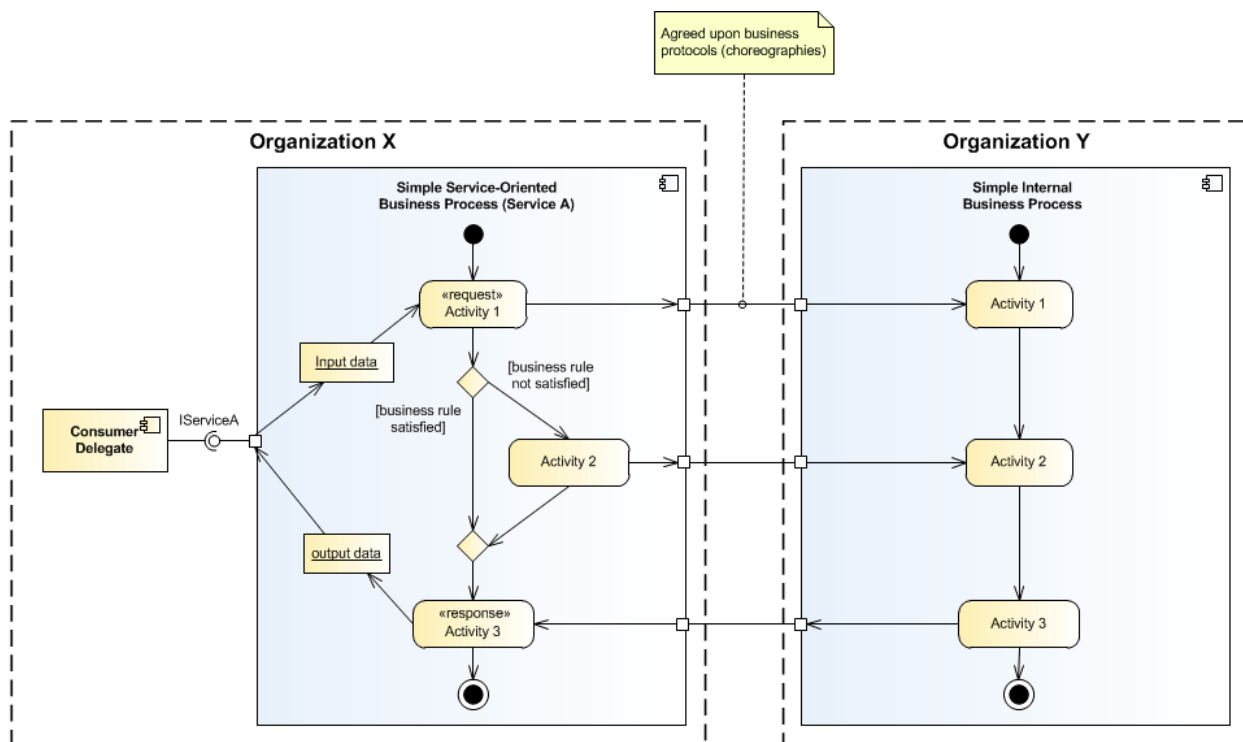 Agreed upon business
protocols (choreographies)
Organization X
Organization Y
Simple Service-Oriented
Business Process (Service A)
Simple Internal
Business Process
«request»
Activity 1
Activity 1
Input data
[business rule
not satisfied]
[business rule
satisfied]
IServiceA
Consumer
Delegate
Activity 2
Activity 2
output data
«response»
Activity 3
Activity 3